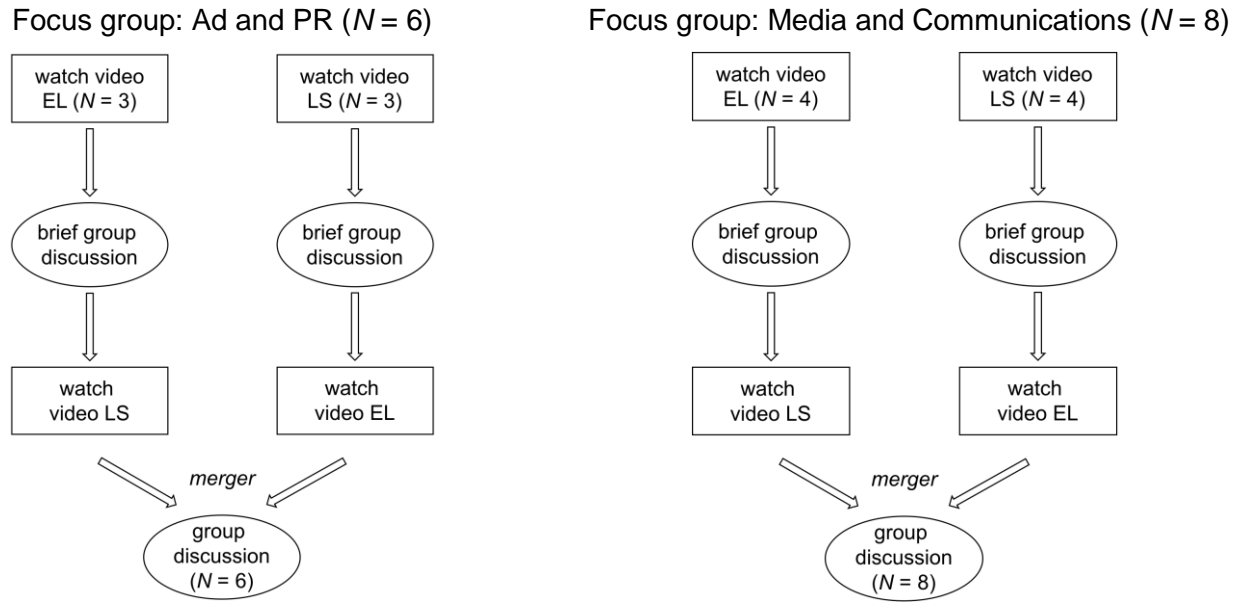 Focus group: Ad and PR (N = 6)
watch video
EL (N = 3)
watch video
LS (N = 3)
brief group
discussion
brief group
discussion
watch
video LS
watch
video EL
merger
group
discussion
(N = 6)
Focus group: Media and Communications (N = 8)
watch video
EL (N = 4)
watch video
LS (N = 4)
brief group
discussion
brief group
discussion
watch
video LS
watch
video EL
merger
group
discussion
(N = 8)